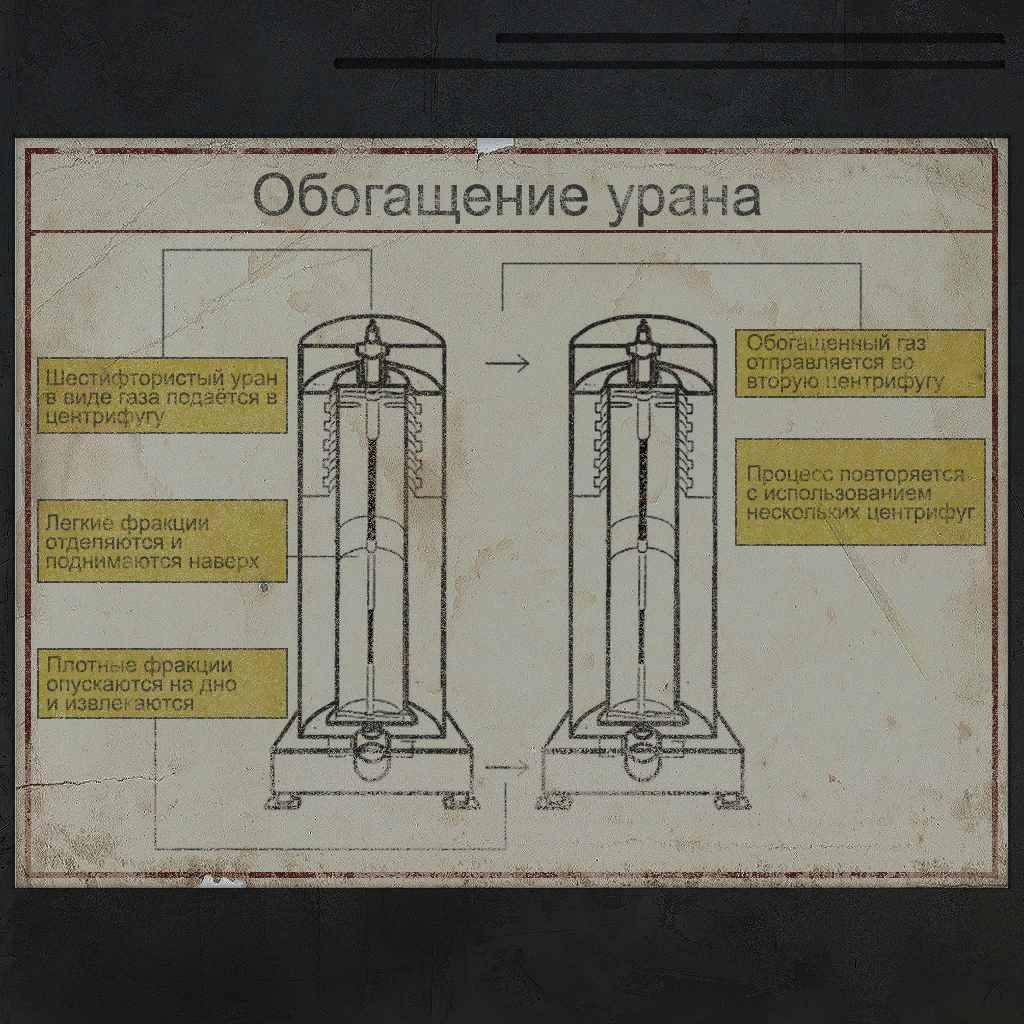 Обогащение урана
Шестифтористый уран
в виде газа подаётся в
центрифугу
Легкие фракции
отделяются и
поднимаются наверх
Плотные фракции
опускаются на дно
и извлекаются
Обогащенный газ
отправляется во
вторую центрифугу
Процесс повторяется
с использованием
нескольких центрифуг